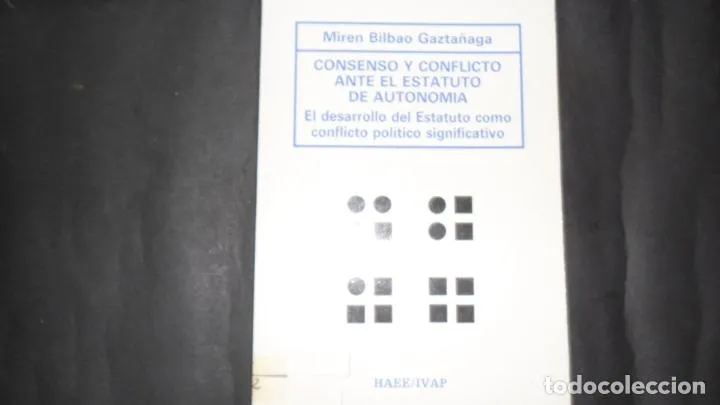 Miren Bilbao Gaztañaga
CONSENSO Y CONFLICTO
ANTE EL ESTATUTO
DE AUTONOMIA
El desarrollo del Estatuto como
conflicto político significativo
2
HAEE/IVAP
todocoleccion